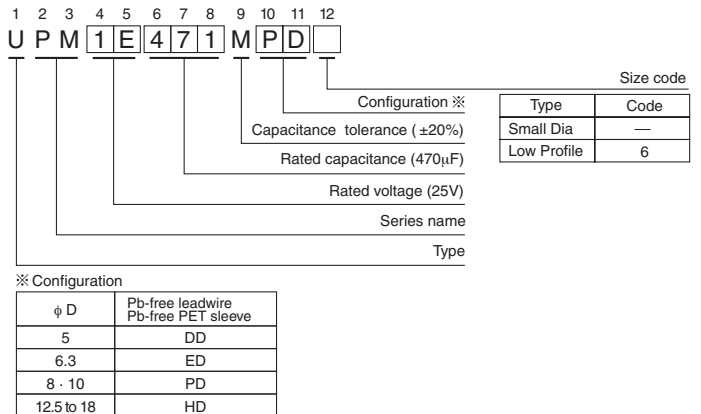 1 2 3 4 5 6 7 8 9 10 11 12
U P M 1 E 4 7 1 M P D
Size code
Configuration ※
Type Code
Capacitance tolerance ( ±20%)
Small Dia —
Rated capacitance (470µF)
Low Profile 6
Rated voltage (25V)
Series name
Type
※ Configuration
ϕ D Pb-free leadwire
Pb-free PET sleeve
5 DD
6.3 ED
8 · 10 PD
12.5 to 18 HD